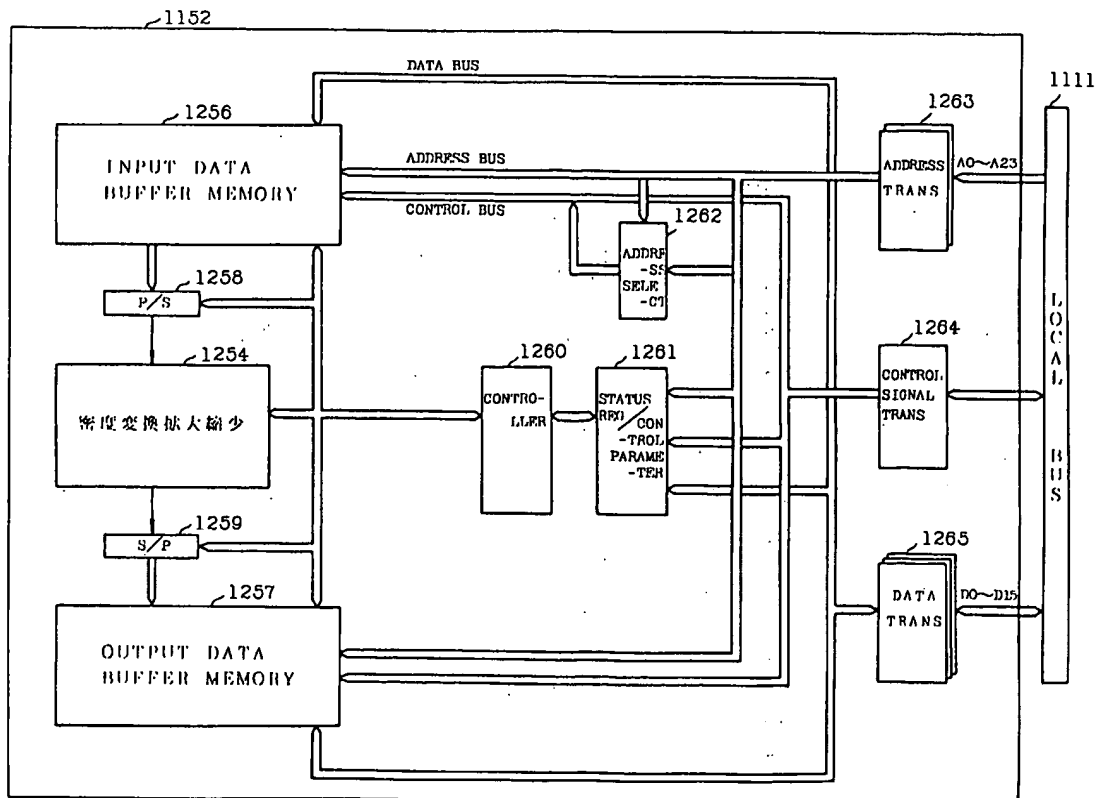 1152
DATA BUS
1111
1256
1263
INPUT DATA
BUFFER MEMORY
ADDRESS BUS
ADDRESS
TRANS
A0~A23
CONTROL BUS
1262
ADDRE
-SS
SELE
-CT
1258
P/S
1254
1260
1261
1264
密度変換拡大縮少
CONTRO-
LLER
STATUS
REG/
CON
-TROL
PARAME
-TER
CONTROL
SIGNAL
TRANS
LOCAL BUS
1259
S/P
1257
1265
OUTPUT DATA
BUFFER MEMORY
DATA
TRANS
D0~D15